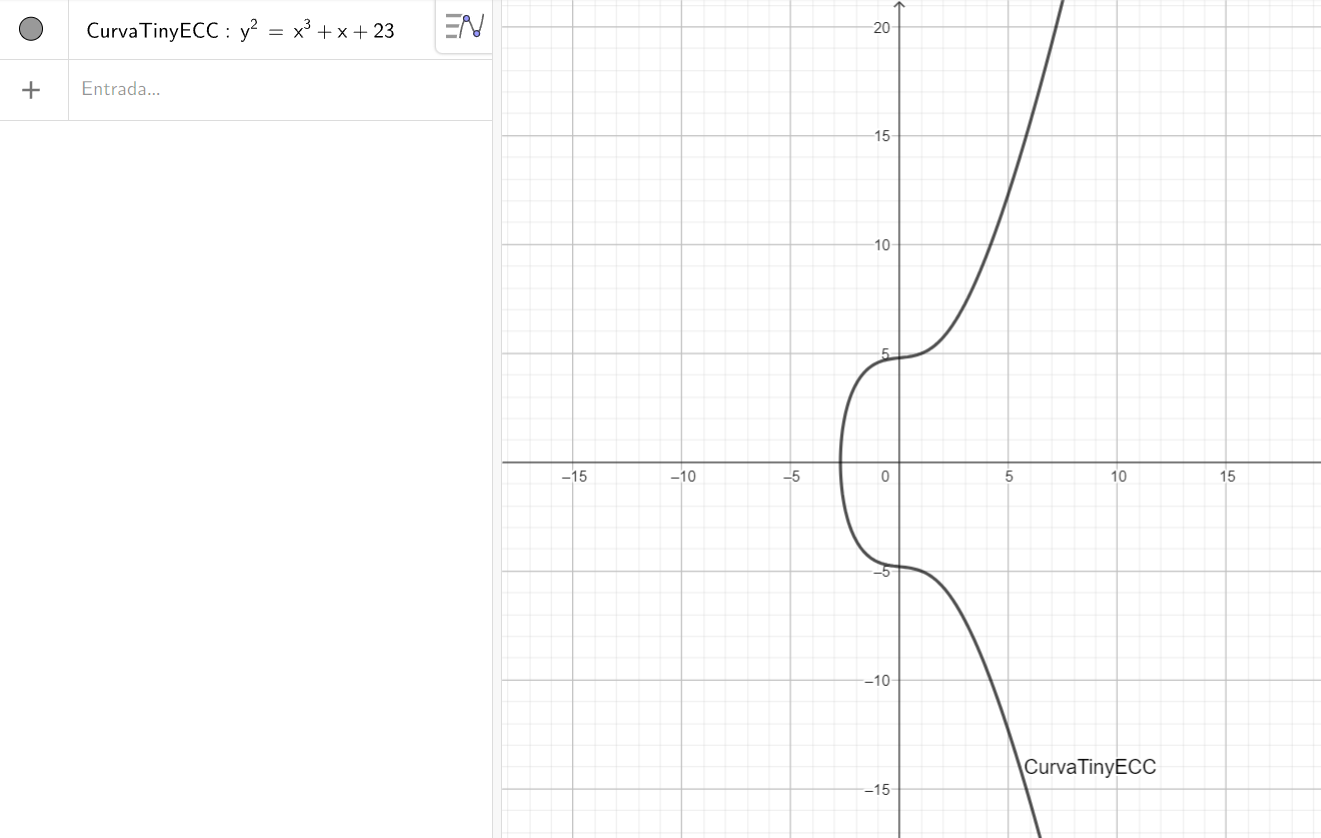 CurvaTinyECC : y² = x³ + x + 23
Entrada...
20
15
10
5
–15 –10 –5 0 5 10 15
–5
–10
CurvaTinyECC
–15